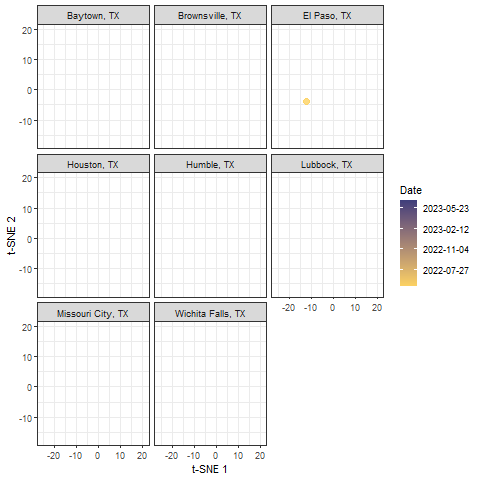 Baytown, TX
Brownsville, TX
El Paso, TX
20
10
0
-10
Houston, TX
Humble, TX
Lubbock, TX
20
10
0
-10
-20 -10 0 10 20
Missouri City, TX
Wichita Falls, TX
20
10
0
-10
-20 -10 0 10 20
-20 -10 0 10 20
t-SNE 1
t-SNE 2
Date
2023-05-23
2023-02-12
2022-11-04
2022-07-27